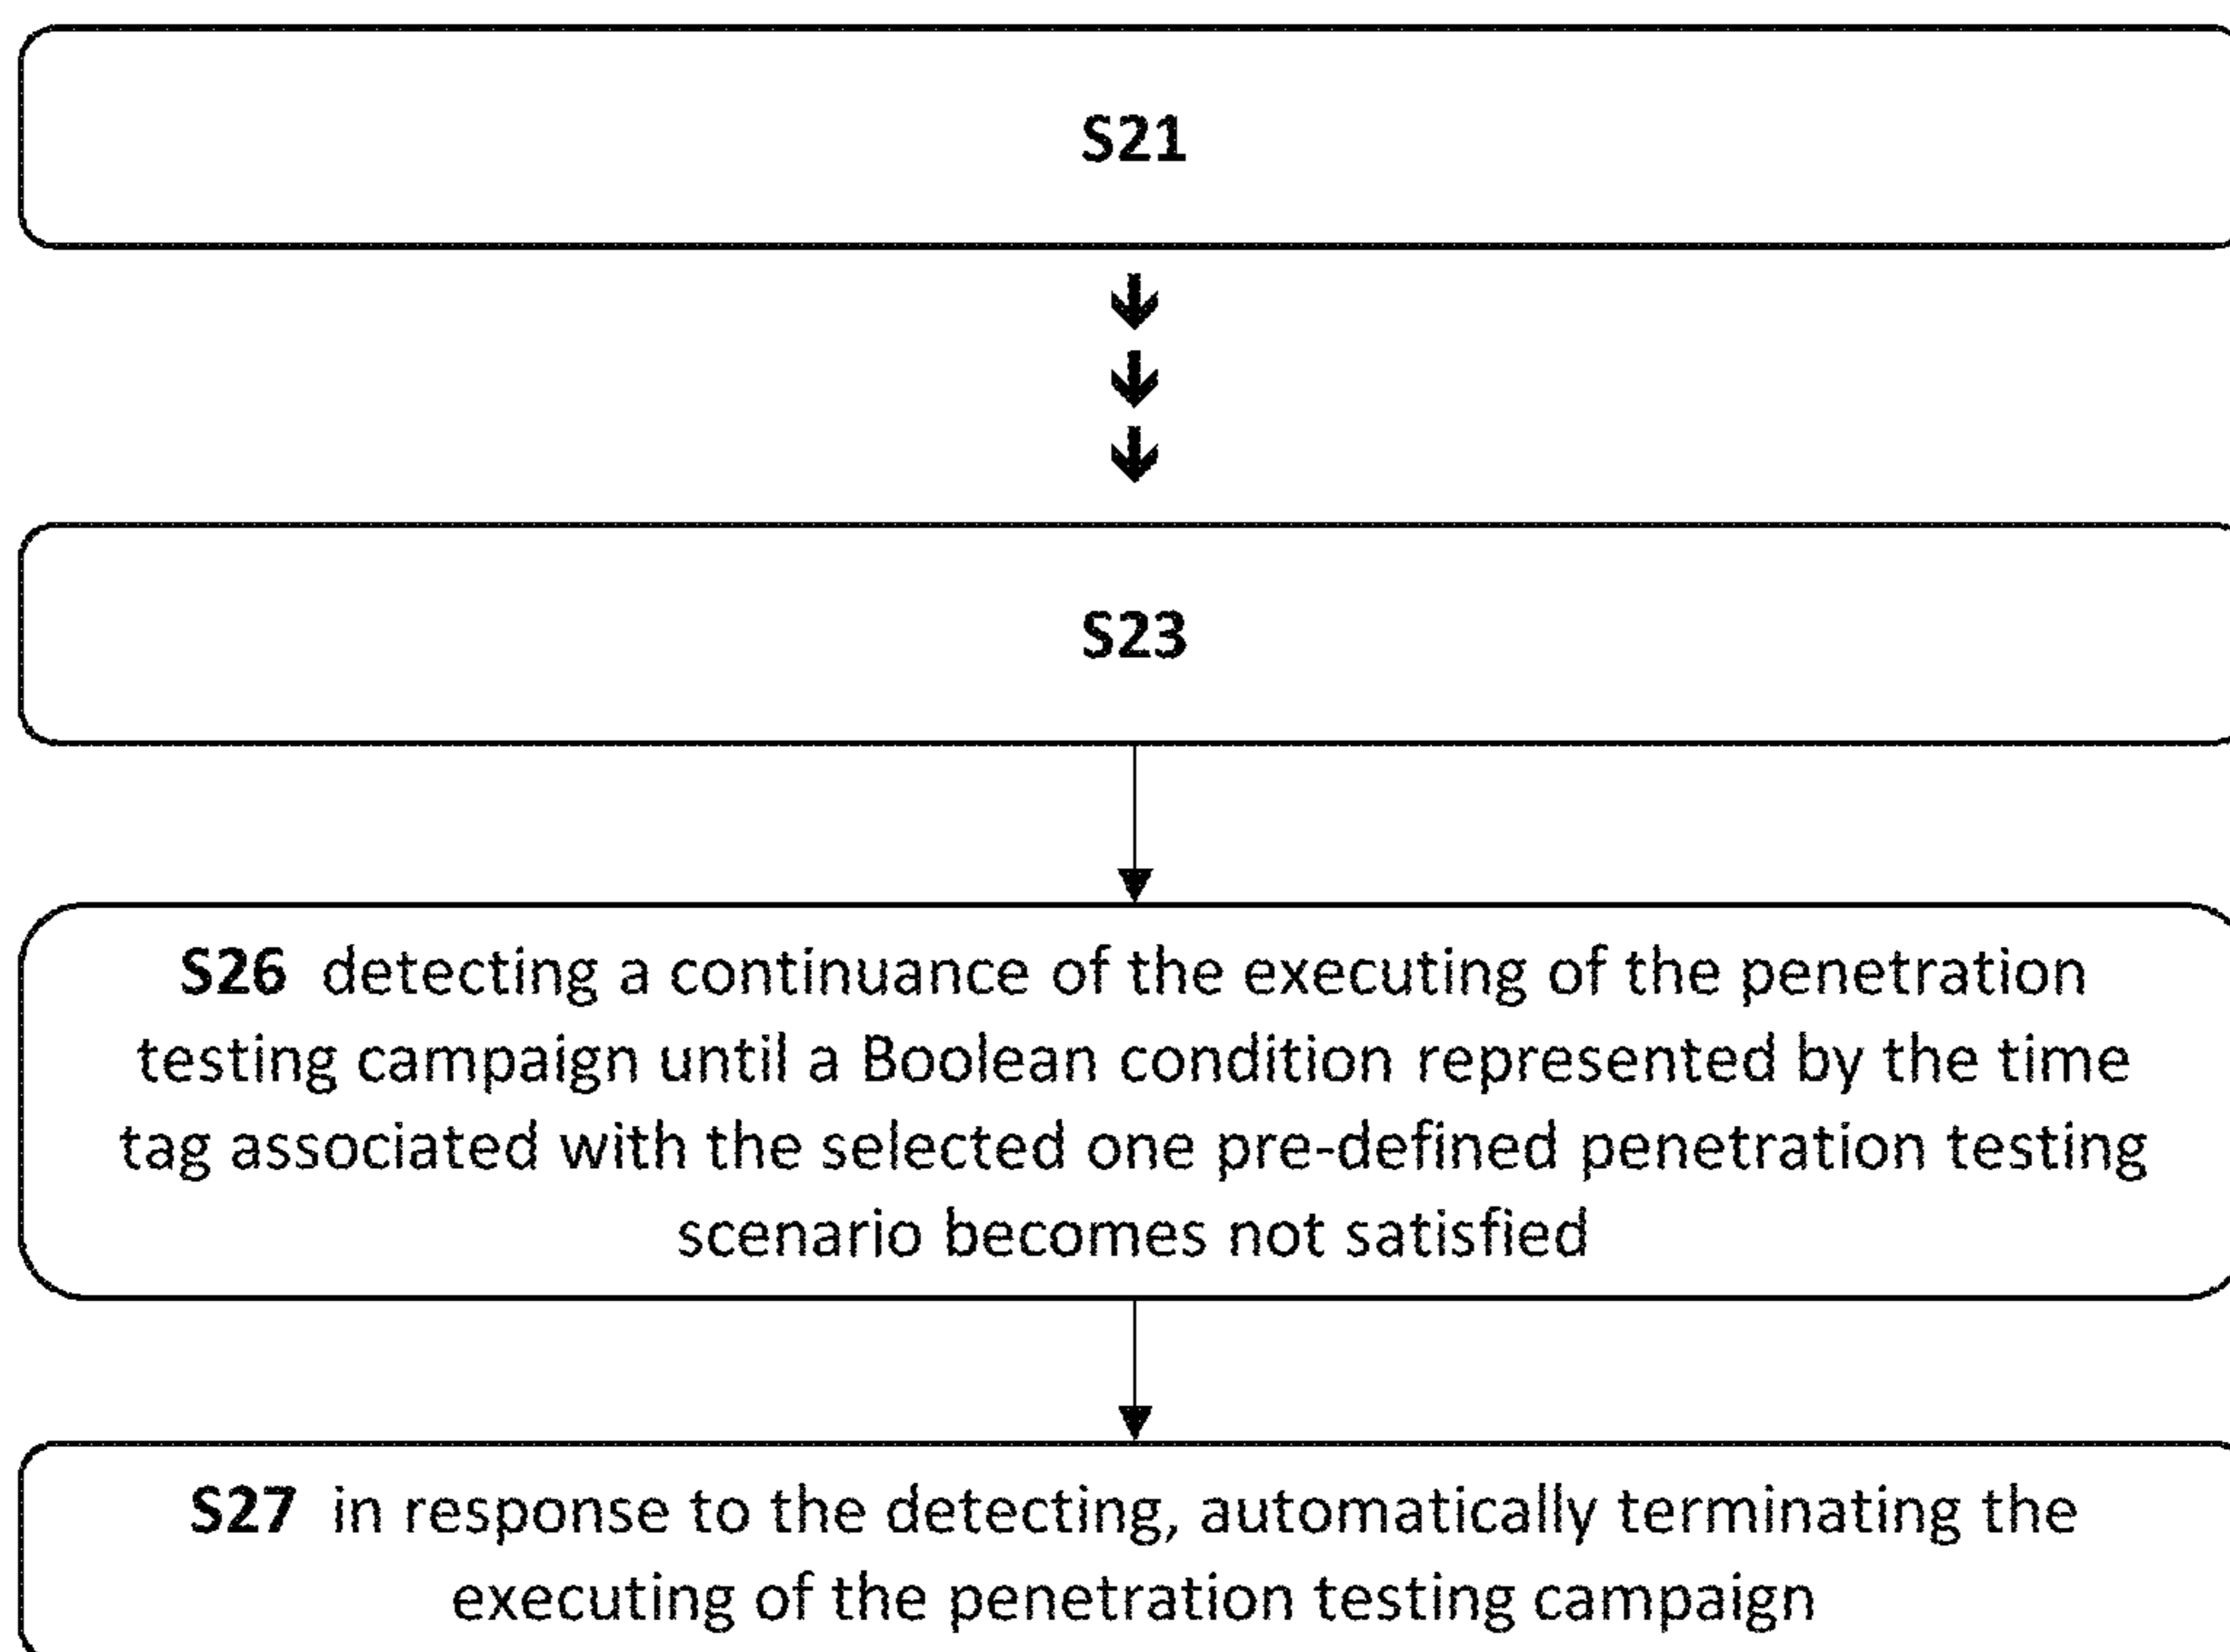 S21
S23
S26 detecting a continuance of the executing of the penetration
testing campaign until a Boolean condition represented by the time
tag associated with the selected one pre-defined penetration testing
scenario becomes not satisfied
S27 in response to the detecting, automatically terminating the
executing of the penetration testing campaign